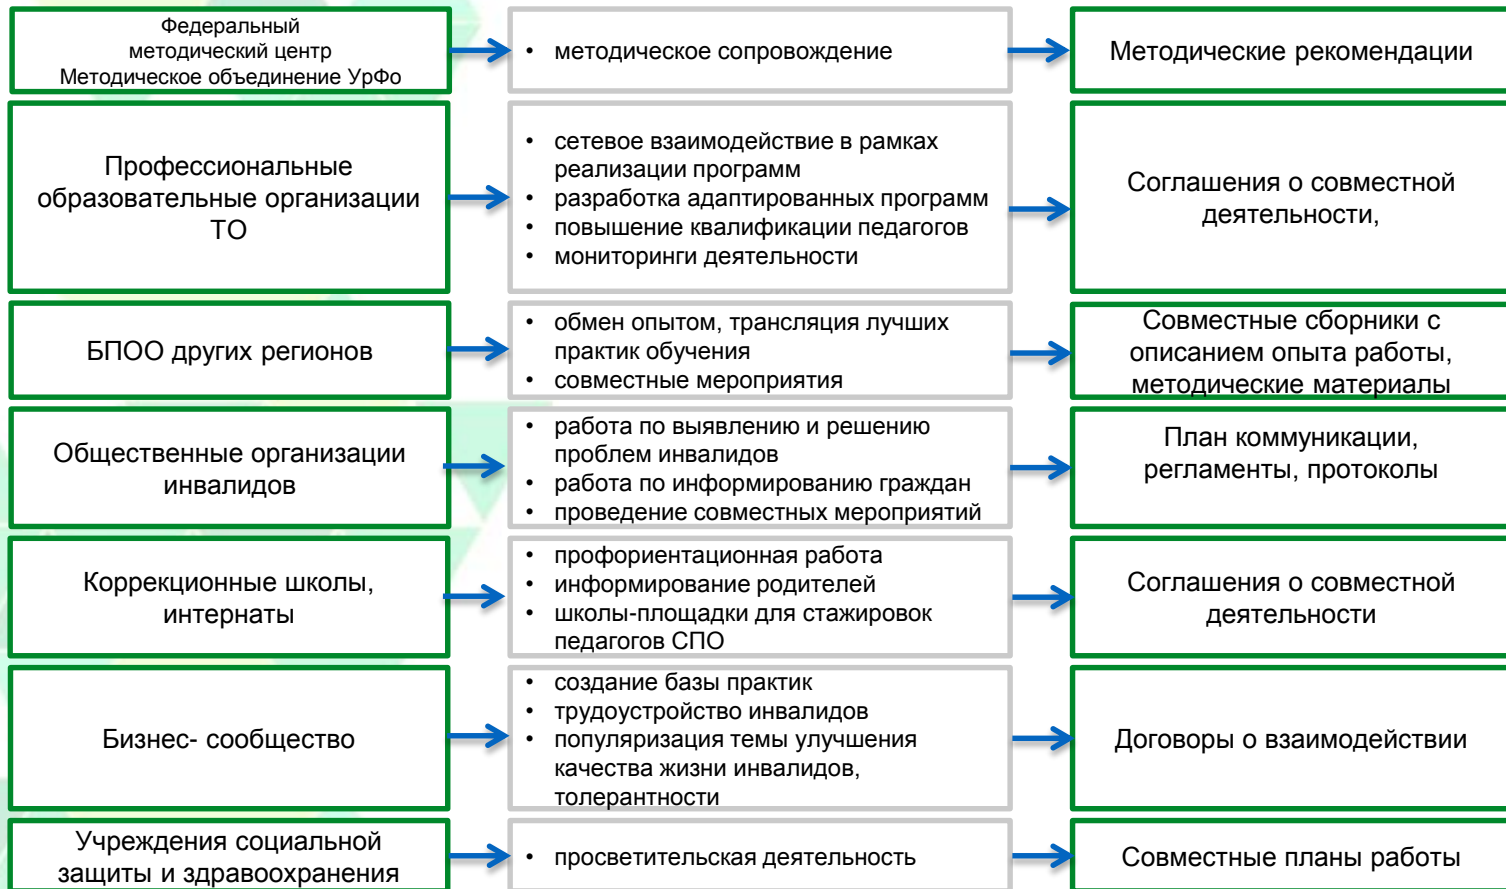 Федеральный
методический центр
Методическое объединение УрФо
• методическое сопровождение
Методические рекомендации
Профессиональные
образовательные организации
ТО
• сетевое взаимодействие в рамках
реализации программ
• разработка адаптированных программ
• повышение квалификации педагогов
• мониторинги деятельности
Соглашения о совместной
деятельности,
БПОО других регионов
• обмен опытом, трансляция лучших
практик обучения
• совместные мероприятия
Совместные сборники с
описанием опыта работы,
методические материалы
Общественные организации
инвалидов
• работа по выявлению и решению
проблем инвалидов
• работа по информированию граждан
• проведение совместных мероприятий
План коммуникации,
регламенты, протоколы
Коррекционные школы,
интернаты
• профориентационная работа
• информирование родителей
• школы-площадки для стажировок
педагогов СПО
Соглашения о совместной
деятельности
Бизнес- сообщество
• создание базы практик
• трудоустройство инвалидов
• популяризация темы улучшения
качества жизни инвалидов,
толерантности
Договоры о взаимодействии
Учреждения социальной
защиты и здравоохранения
• просветительская деятельность
Совместные планы работы